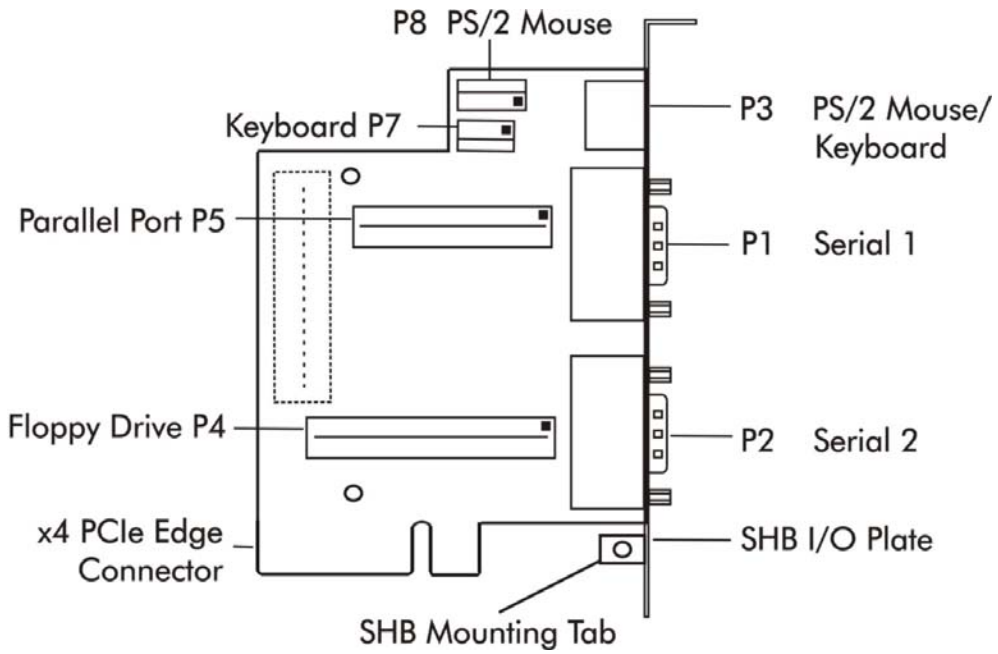 P8 PS/2 Mouse
Keyboard P7
P3 PS/2 Mouse/
Keyboard
Parallel Port P5
P1 Serial 1
Floppy Drive P4
P2 Serial 2
x4 PCIe Edge
Connector
SHB I/O Plate
SHB Mounting Tab